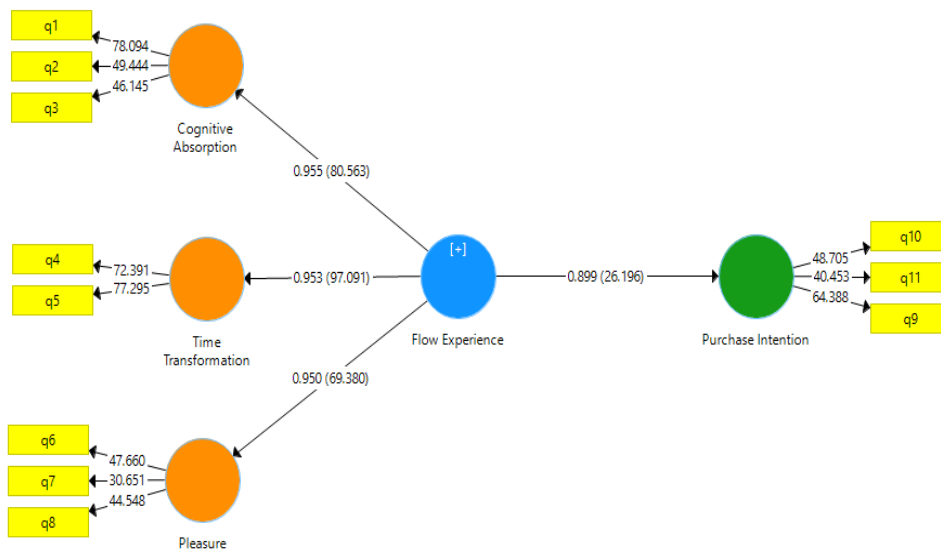 q1
q2
q3
78.094
49.444
46.145
Cognitive
Absorption
0.955 (80.563)
q4
q5
72.391
77.295
Time
Transformation
0.953 (97.091)
[+]
Flow Experience
0.899 (26.196)
Purchase Intention
48.705
40.453
64.388
q10
q11
q9
0.950 (69.380)
q6
q7
q8
47.660
30.651
44.548
Pleasure